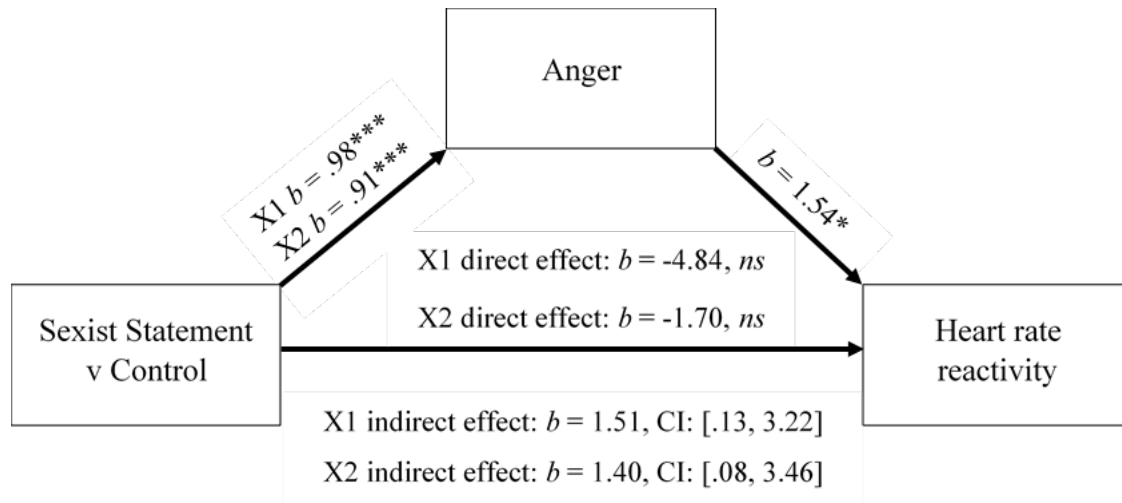 Anger
X1 b = .98***
X2 b = .91***
b = 1.54*
X1 direct effect: b = -4.84, ns
X2 direct effect: b = -1.70, ns
Sexist Statement
v Control
Heart rate
reactivity
X1 indirect effect: b = 1.51, CI: [.13, 3.22]
X2 indirect effect: b = 1.40, CI: [.08, 3.46]